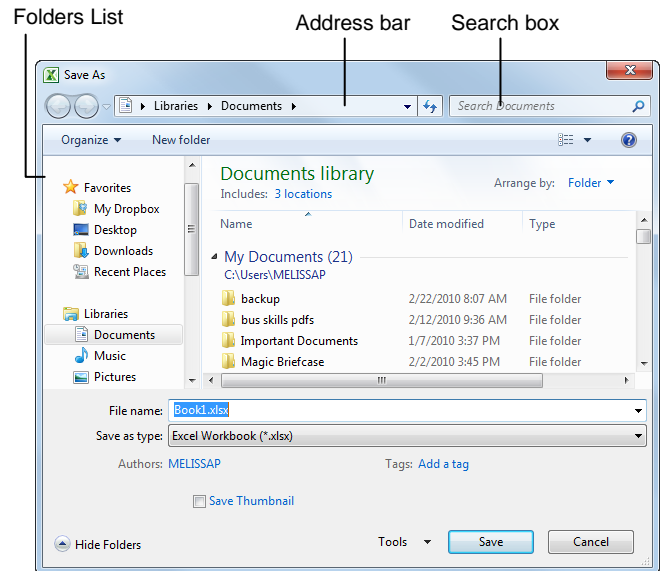 Folders List
Address bar
Search box
Save As
Libraries
Documents
Search Documents
Organize
New folder
Favorites
My Dropbox
Desktop
Downloads
Recent Places
Libraries
Documents
Music
Pictures
Documents library
Includes: 3 locations
Arrange by: Folder
Name Date modified Type
My Documents (21)
C:\Users\MELISSAP
backup 2/22/2010 8:07 AM File folder
bus skills pdfs 2/12/2010 9:36 AM File folder
Important Documents 1/7/2010 3:37 PM File folder
Magic Briefcase 2/2/2010 3:45 PM File folder
File name: Book1.xlsx
Save as type: Excel Workbook (*.xlsx)
Authors: MELISSAP Tags: Add a tag
Save Thumbnail
Hide Folders Tools Save Cancel